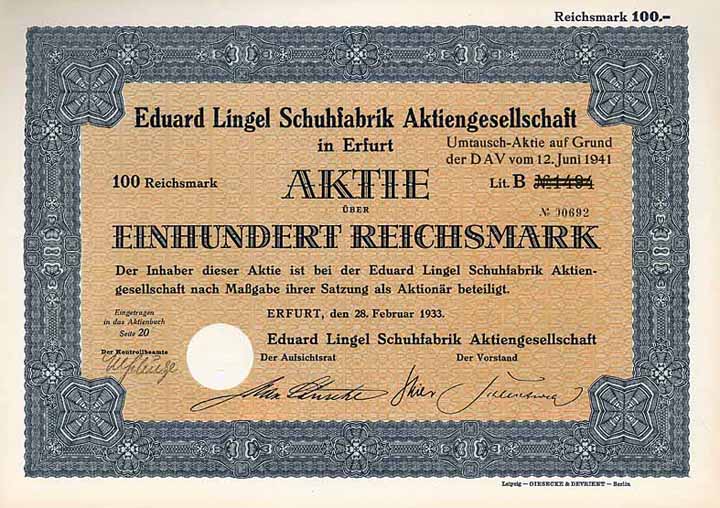 Reichsmark 100.–
Eduard Lingel Schuhfabrik Aktiengesellschaft
in Erfurt
Umtausch-Aktie auf Grund
der DAV vom 12. Juni 1941
100 Reichsmark
AKTIE
Lit. B № 1494
ÜBER
№ 00692
EINHUNDERT REICHSMARK
Der Inhaber dieser Aktie ist bei der Eduard Lingel Schuhfabrik Aktien-
gesellschaft nach Maßgabe ihrer Satzung als Aktionär beteiligt.
Eingetragen
in das Aktienbuch
Seite 20
ERFURT, den 28. Februar 1933.
Eduard Lingel Schuhfabrik Aktiengesellschaft
Der Kontrollbeamte
Der Aufsichtsrat
Der Vorstand
Leipzig – GIESECKE & DEVRIENT – Berlin